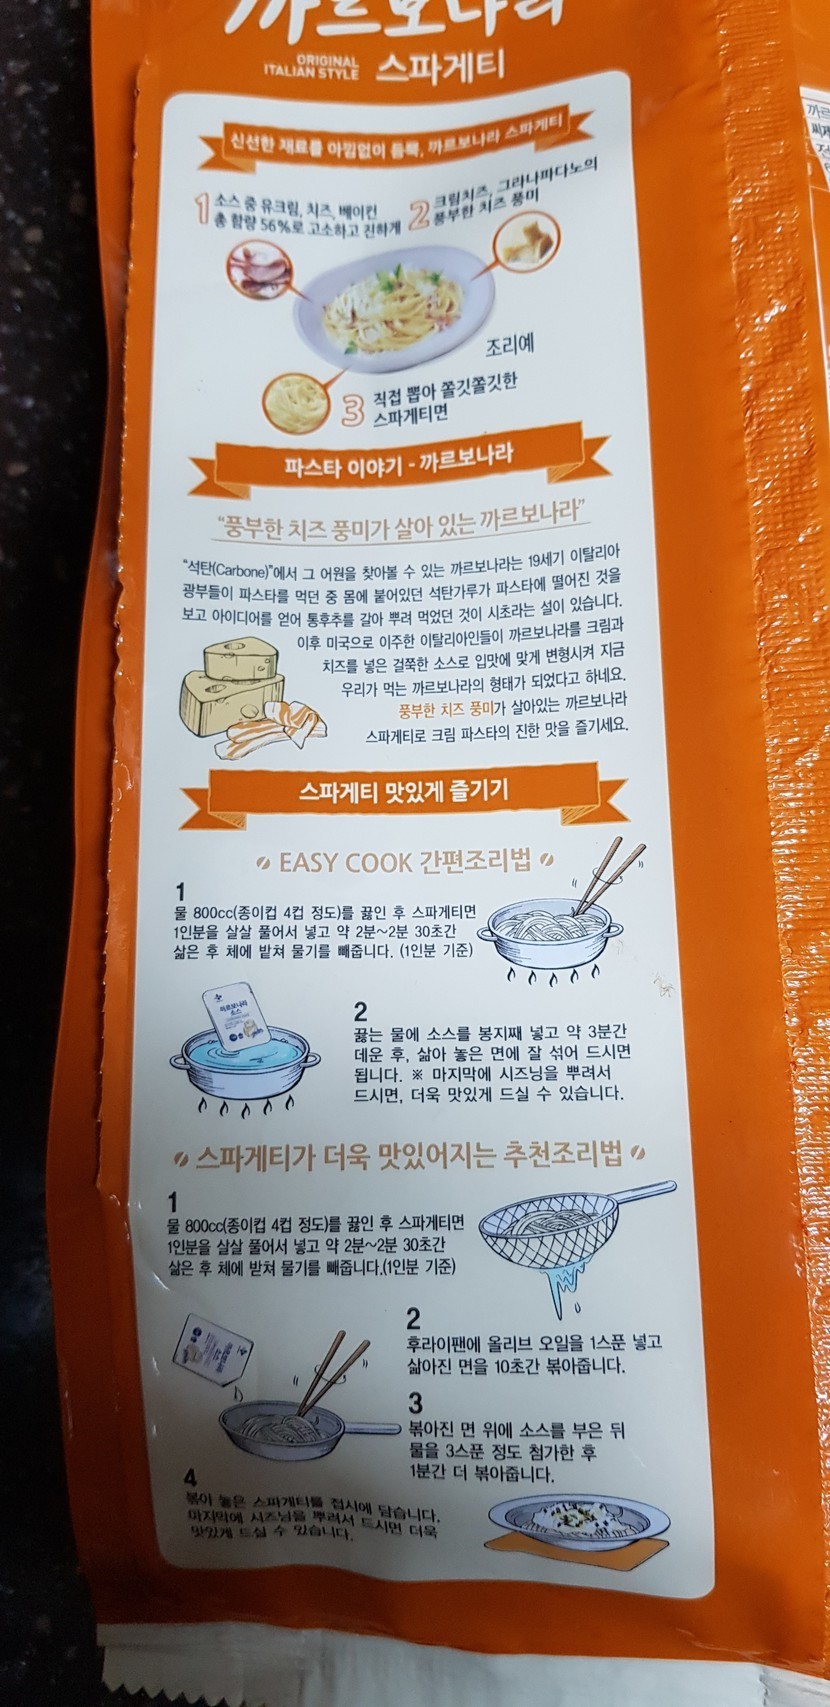 까르보나라
ORIGINAL
ITALIAN STYLE
스파게티
신선한 재료를 아낌없이 듬뿍, 까르보나라 스파게티
1 소스 중 유크림, 치즈, 베이컨
총 함량 56%로 고소하고 진하게
2 크림치즈, 그라나파다노의
풍부한 치즈 풍미
조리예
3 직접 뽑아 쫄깃쫄깃한
스파게티면
파스타 이야기 - 까르보나라
“풍부한 치즈 풍미가 살아 있는 까르보나라”
“석탄(Carbone)”에서 그 어원을 찾아볼 수 있는 까르보나라는 19세기 이탈리아
광부들이 파스타를 먹던 중 몸에 붙어있던 석탄가루가 파스타에 떨어진 것을
보고 아이디어를 얻어 통후추를 갈아 뿌려 먹었던 것이 시초라는 설이 있습니다.
이후 미국으로 이주한 이탈리아인들이 까르보나라를 크림과
치즈를 넣은 걸쭉한 소스로 입맛에 맞게 변형시켜 지금
우리가 먹는 까르보나라의 형태가 되었다고 하네요.
풍부한 치즈 풍미가 살아있는 까르보나라
스파게티로 크림 파스타의 진한 맛을 즐기세요.
스파게티 맛있게 즐기기
EASY COOK 간편조리법
1
물 800cc(종이컵 4컵 정도)를 끓인 후 스파게티면
1인분을 살살 풀어서 넣고 약 2분~2분 30초간
삶은 후 체에 받쳐 물기를 빼줍니다. (1인분 기준)
까르보나라
소스
2
끓는 물에 소스를 봉지째 넣고 약 3분간
데운 후, 삶아 놓은 면에 잘 섞어 드시면
됩니다. ※ 마지막에 시즈닝을 뿌려서
드시면, 더욱 맛있게 드실 수 있습니다.
스파게티가 더욱 맛있어지는 추천조리법
1
물 800cc(종이컵 4컵 정도)를 끓인 후 스파게티면
1인분을 살살 풀어서 넣고 약 2분~2분 30초간
삶은 후 체에 받쳐 물기를 빼줍니다.(1인분 기준)
2
후라이팬에 올리브 오일을 1스푼 넣고
삶아진 면을 10초간 볶아줍니다.
3
볶아진 면 위에 소스를 부은 뒤
물을 3스푼 정도 첨가한 후
1분간 더 볶아줍니다.
4
볶아 놓은 스파게티를 접시에 담습니다.
마지막에 시즈닝을 뿌려서 드시면 더욱
맛있게 드실 수 있습니다.